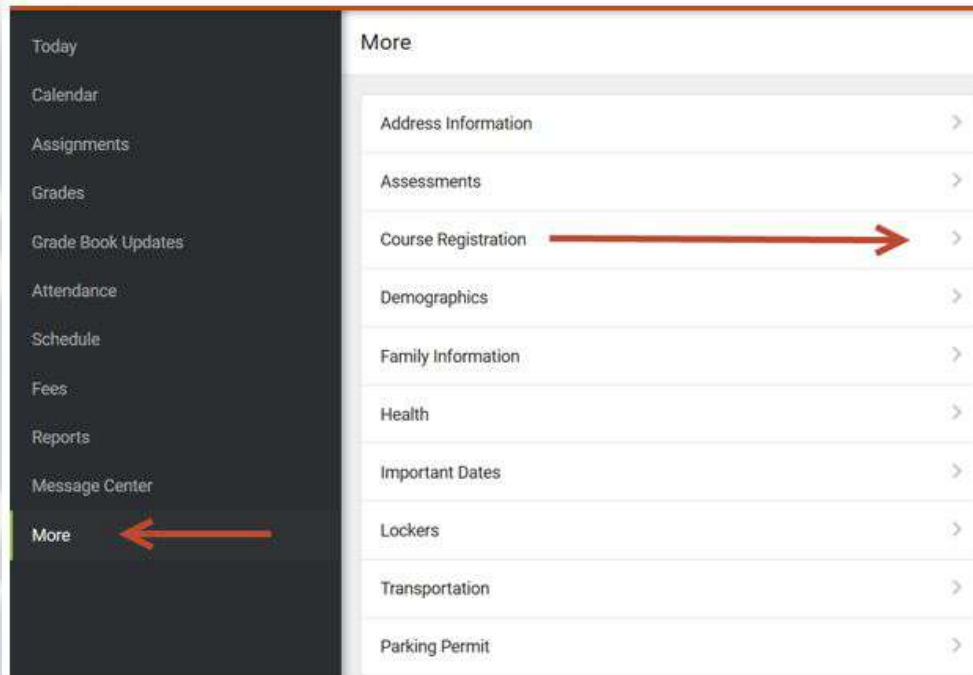 Today
Calendar
Assignments
Grades
Grade Book Updates
Attendance
Schedule
Fees
Reports
Message Center
More
More
Address Information
Assessments
Course Registration
Demographics
Family Information
Health
Important Dates
Lockers
Transportation
Parking Permit